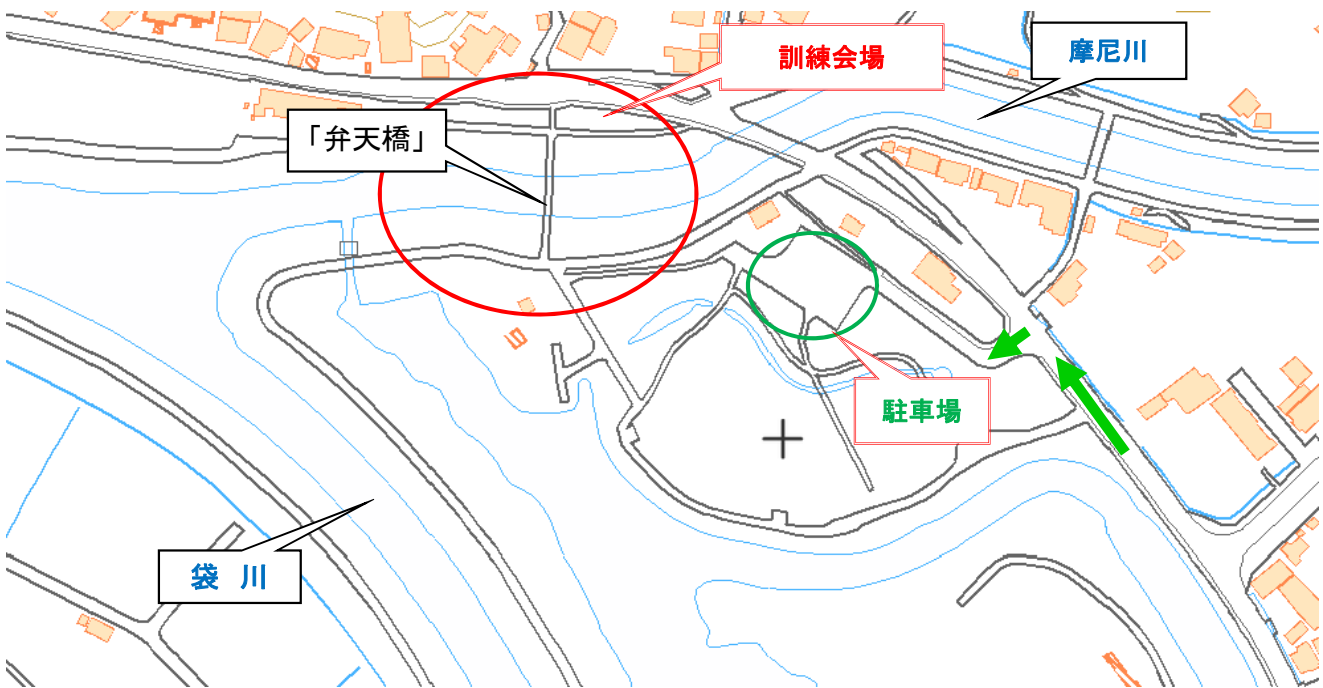 訓練会場
摩尼川
「弁天橋」
駐車場
袋 川